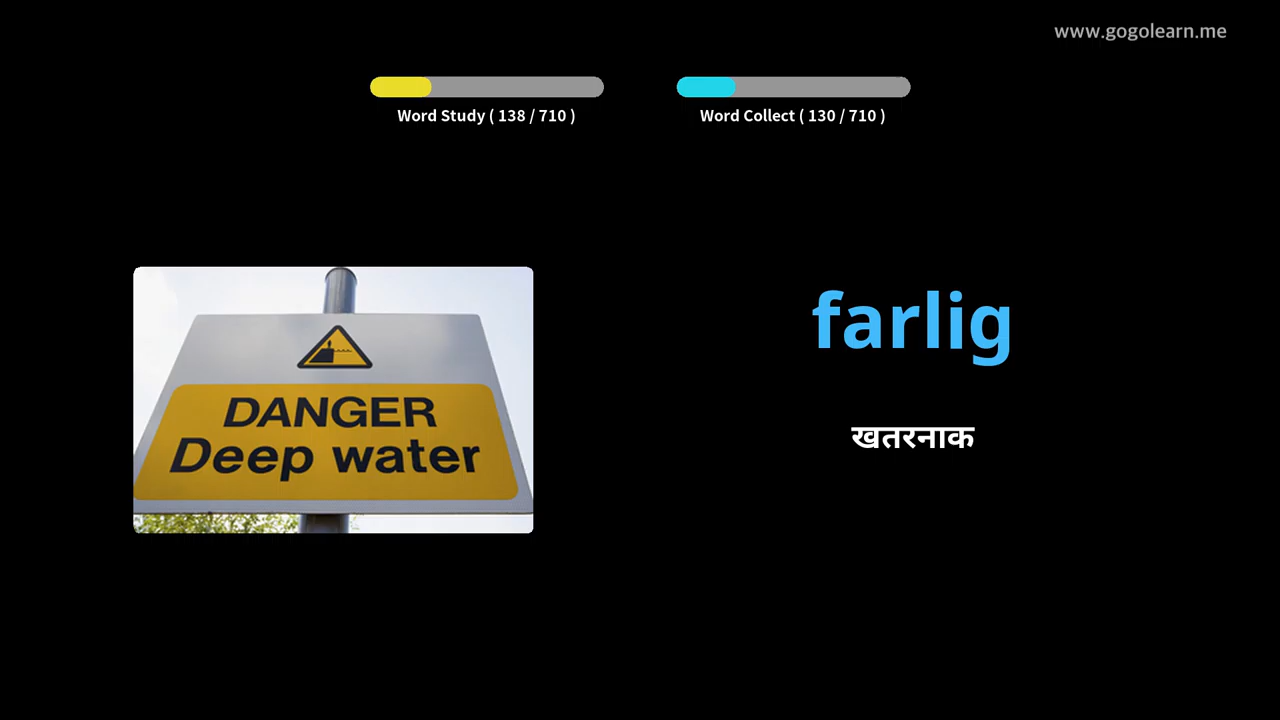 www.gogolearn.me
Word Study ( 138 / 710 )
Word Collect ( 130 / 710 )
DANGER
Deep water
farlig
खतरनाक